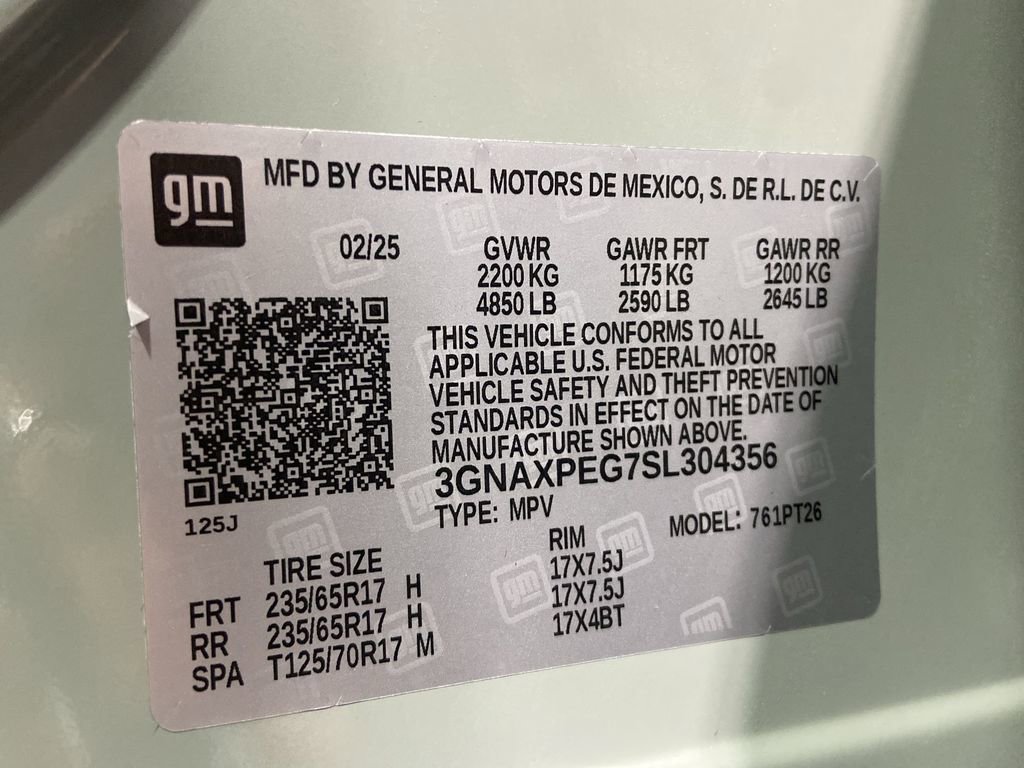 gm MFD BY GENERAL MOTORS DE MEXICO, S. DE R.L. DE C.V.
02/25 GVWR GAWR FRT GAWR RR
2200 KG 1175 KG 1200 KG
4850 LB 2590 LB 2645 LB
THIS VEHICLE CONFORMS TO ALL
APPLICABLE U.S. FEDERAL MOTOR
VEHICLE SAFETY AND THEFT PREVENTION
STANDARDS IN EFFECT ON THE DATE OF
MANUFACTURE SHOWN ABOVE.
3GNAXPEG7SL304356
125J TYPE: MPV MODEL: 761PT26
TIRE SIZE RIM
FRT 235/65R17 H 17X7.5J
RR 235/65R17 H 17X7.5J
SPA T125/70R17 M 17X4BT